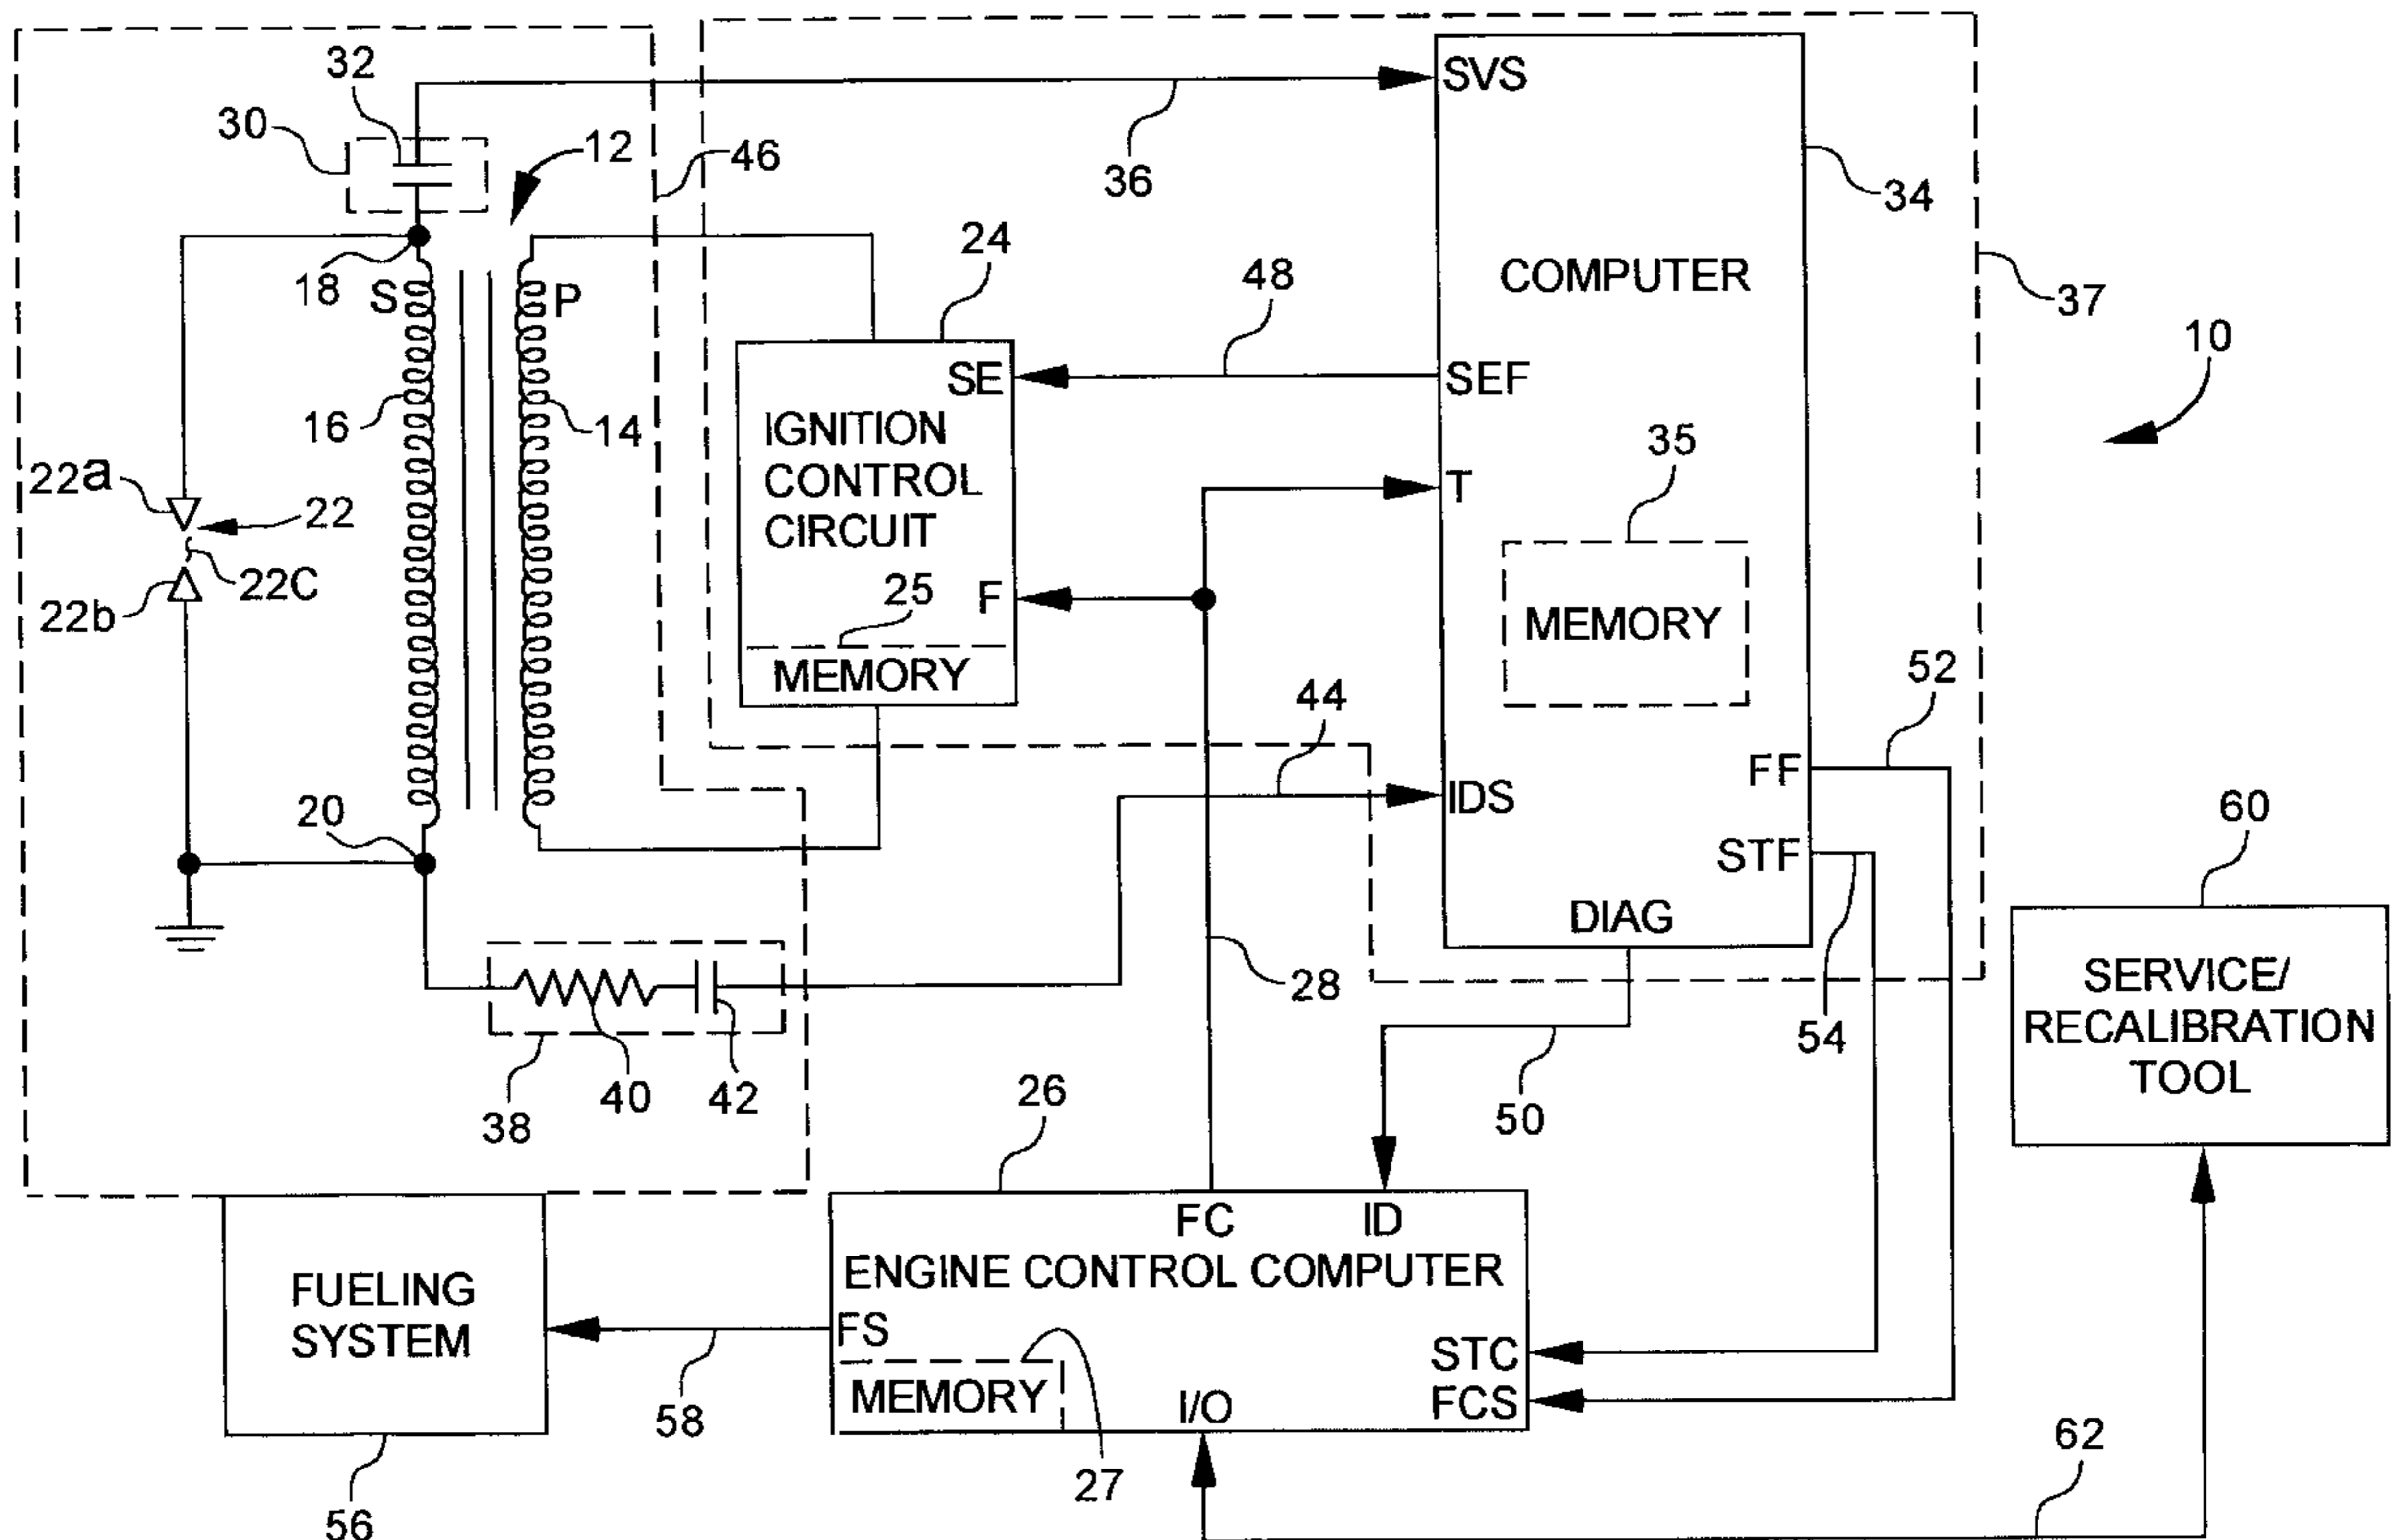 32
SVS
30
12
46
36
34
18
S
P
24
48
COMPUTER
37
10
SE
SEF
16
14
IGNITION
CONTROL
CIRCUIT
22a
22
T
35
22C
22b
25
F
MEMORY
MEMORY
44
52
FF
20
IDS
60
STF
DIAG
28
SERVICE/
RECALIBRATION
TOOL
54
40
42
38
26
50
FC
ID
ENGINE CONTROL COMPUTER
FUELING
SYSTEM
FS
STC
MEMORY
I/O
FCS
58
27
62
56